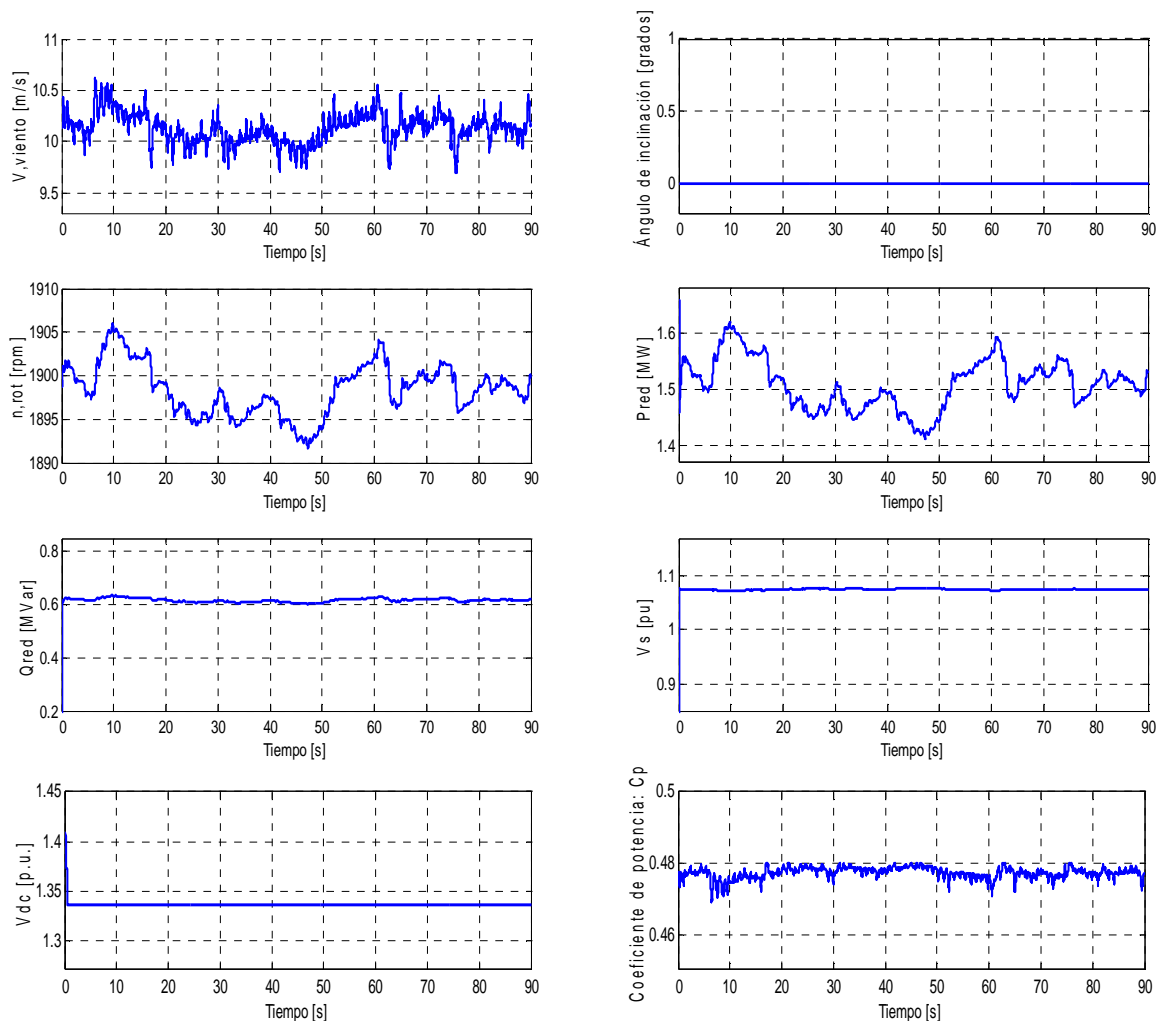 V,viento [m/s]
11
10.5
10
9.5
0 10 20 30 40 50 60 70 80 90
Tiempo [s]
Ángulo de inclinación [grados]
1
0.5
0
0 10 20 30 40 50 60 70 80 90
Tiempo [s]
n,rot [rpm]
1910
1905
1900
1895
1890
0 10 20 30 40 50 60 70 80 90
Tiempo [s]
Pred [MW]
1.6
1.5
1.4
0 10 20 30 40 50 60 70 80 90
Tiempo [s]
Qred [MVar]
0.8
0.6
0.4
0.2
0 10 20 30 40 50 60 70 80 90
Tiempo [s]
Vs [pu]
1.1
1
0.9
0 10 20 30 40 50 60 70 80 90
Tiempo [s]
Vdc [p.u.]
1.45
1.4
1.35
1.3
0 10 20 30 40 50 60 70 80 90
Tiempo [s]
Coeficiente de potencia: Cp
0.5
0.48
0.46
0 10 20 30 40 50 60 70 80 90
Tiempo [s]